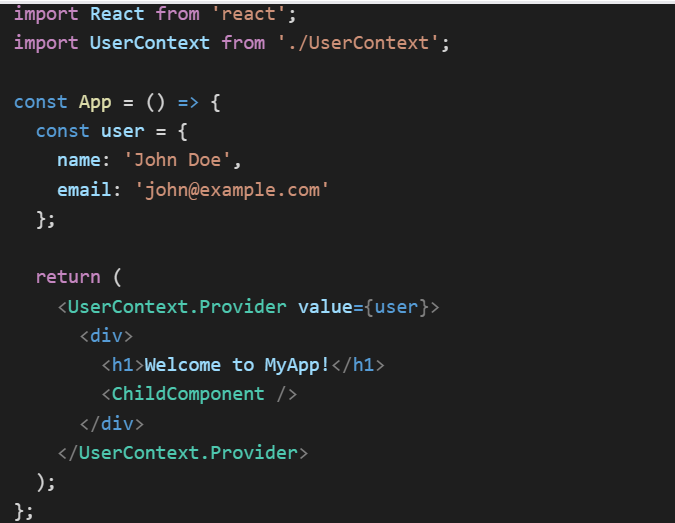 import React from 'react';
import UserContext from './UserContext';

const App = () => {
  const user = {
    name: 'John Doe',
    email: 'john@example.com'
  };

  return (
    <UserContext.Provider value={user}>
      <div>
        <h1>Welcome to MyApp!</h1>
        <ChildComponent />
      </div>
    </UserContext.Provider>
  );
};